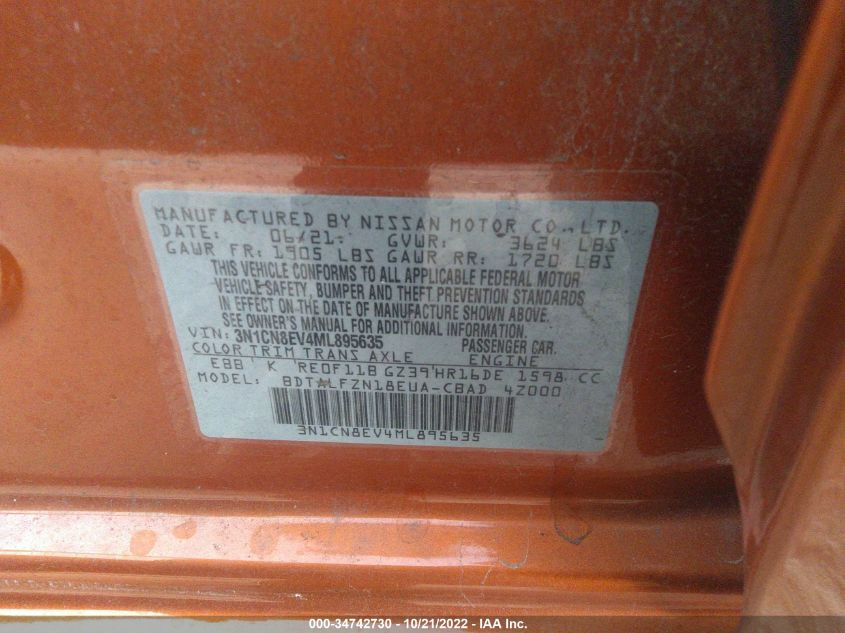 MANUFACTURED BY NISSAN MOTOR CO., LTD.
DATE: 06/21 GVWR: 3624 LBS
GAWR FR: 1905 LBS GAWR RR: 1720 LBS
THIS VEHICLE CONFORMS TO ALL APPLICABLE FEDERAL MOTOR
VEHICLE SAFETY, BUMPER AND THEFT PREVENTION STANDARDS
IN EFFECT ON THE DATE OF MANUFACTURE SHOWN ABOVE.
SEE OWNER'S MANUAL FOR ADDITIONAL INFORMATION.
VIN: 3N1CN8EV4ML895635 PASSENGER CAR.
COLOR TRIM TRANS AXLE ENGINE
EBB K RE0F11B GZ39 HR16DE 1598 CC
MODEL: BDTALFZN18EUA-CBAD 4Z000
3N1CN8EV4ML895635
000-34742730 - 10/21/2022 - IAA Inc.